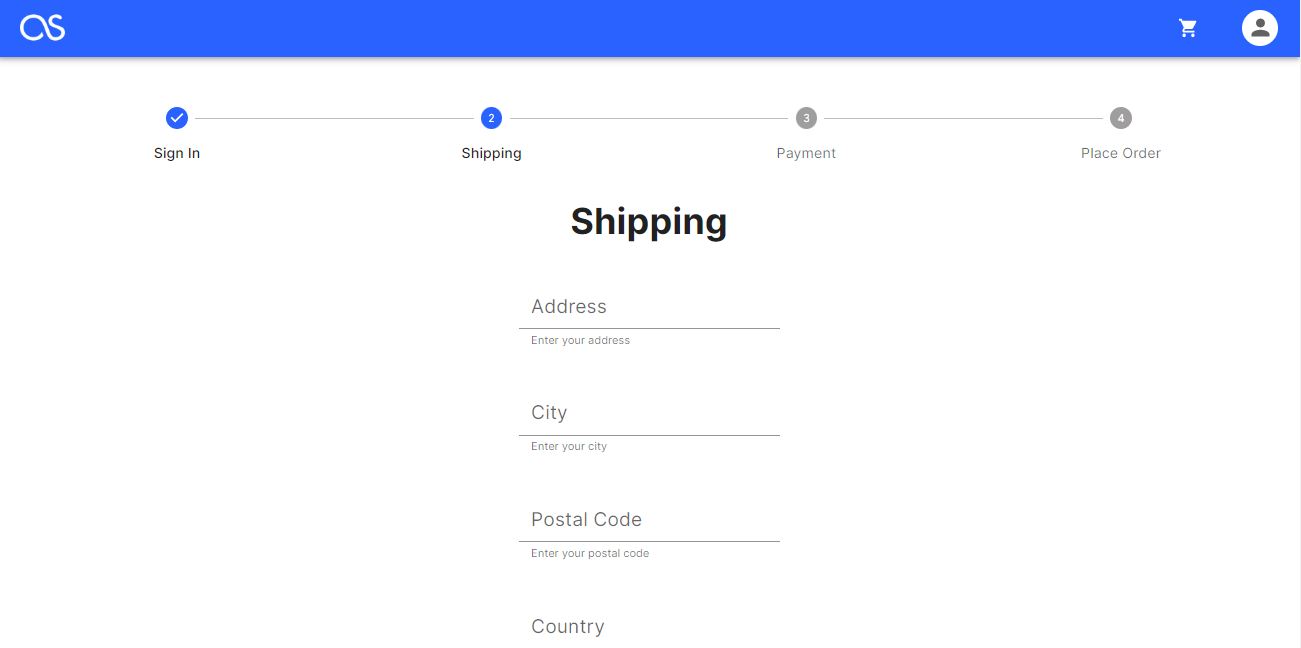 as
2
3
4
Sign In
Shipping
Payment
Place Order
Shipping
Address
Enter your address
City
Enter your city
Postal Code
Enter your postal code
Country